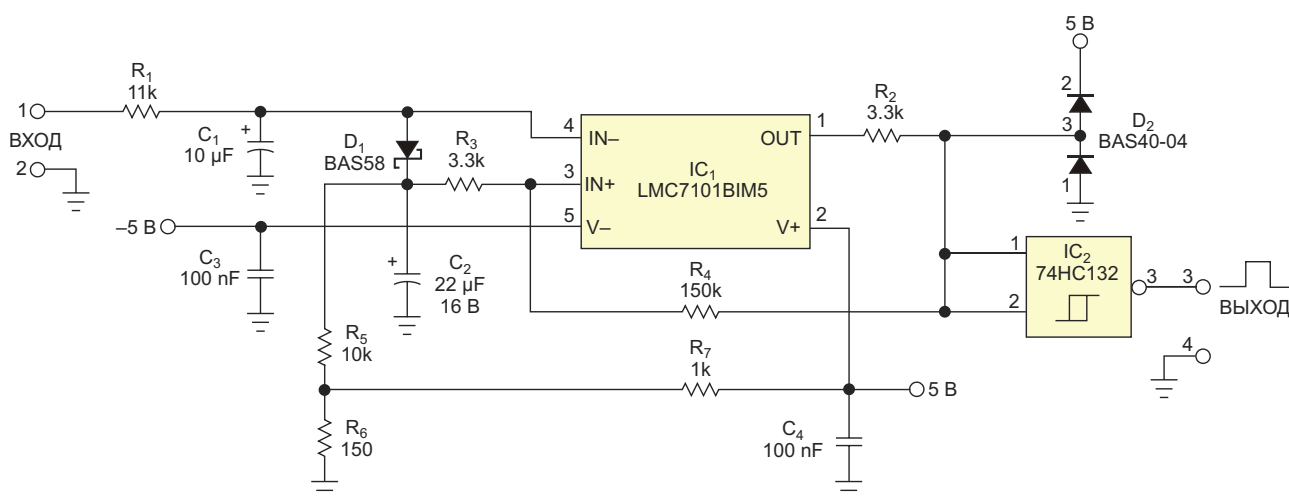 5 В
R1
11k
1
ВХОД
2
C1
+
10 µF
D1
BAS58
R3
3.3k
4
IN–
3
IN+
5
V–
IC1
LMC7101BIM5
OUT
1
V+
2
R2
3.3k
2
3
1
D2
BAS40-04
–5 В
C3
100 nF
+
C2
22 µF
16 В
R4
150k
1
2
IC2
74HC132
3
3
ВЫХОД
4
R5
10k
R7
1k
5 В
R6
150
C4
100 nF